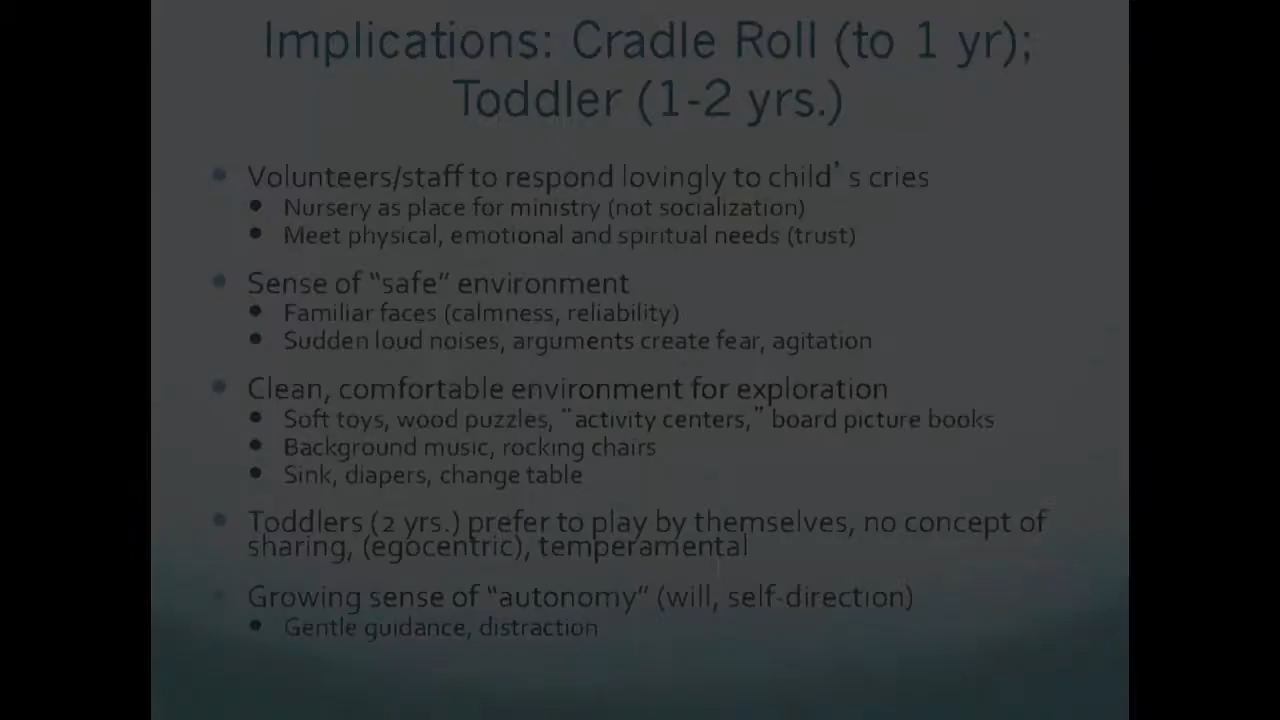 Implications: Cradle Roll (to 1 yr);
Toddler (1-2 yrs.)
• Volunteers/staff to respond lovingly to child’ s cries
• Nursery as place for ministry (not socialization)
• Meet physical, emotional and spiritual needs (trust)
• Sense of “safe” environment
• Familiar faces (calmness, reliability)
• Sudden loud noises, arguments create fear, agitation
• Clean, comfortable environment for exploration
• Soft toys, wood puzzles, “activity centers,” board picture books
• Background music, rocking chairs
• Sink, diapers, change table
• Toddlers (2 yrs.) prefer to play by themselves, no concept of
sharing, (egocentric), temperamental
• Growing sense of “autonomy” (will, self-direction)
• Gentle guidance, distraction